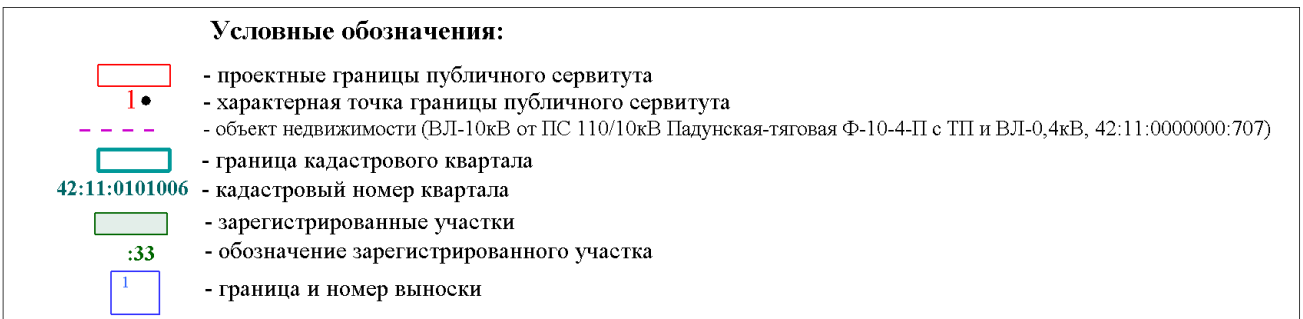 Условные обозначения:
- проектные границы публичного сервитута
1 - характерная точка границы публичного сервитута
- объект недвижимости (ВЛ-10кВ от ПС 110/10кВ Падунская-тяговая Ф-10-4-П с ТП и ВЛ-0,4кВ, 42:11:0000000:707)
- граница кадастрового квартала
42:11:0101006 - кадастровый номер квартала
- зарегистрированные участки
:33 - обозначение зарегистрированного участка
1 - граница и номер выноски